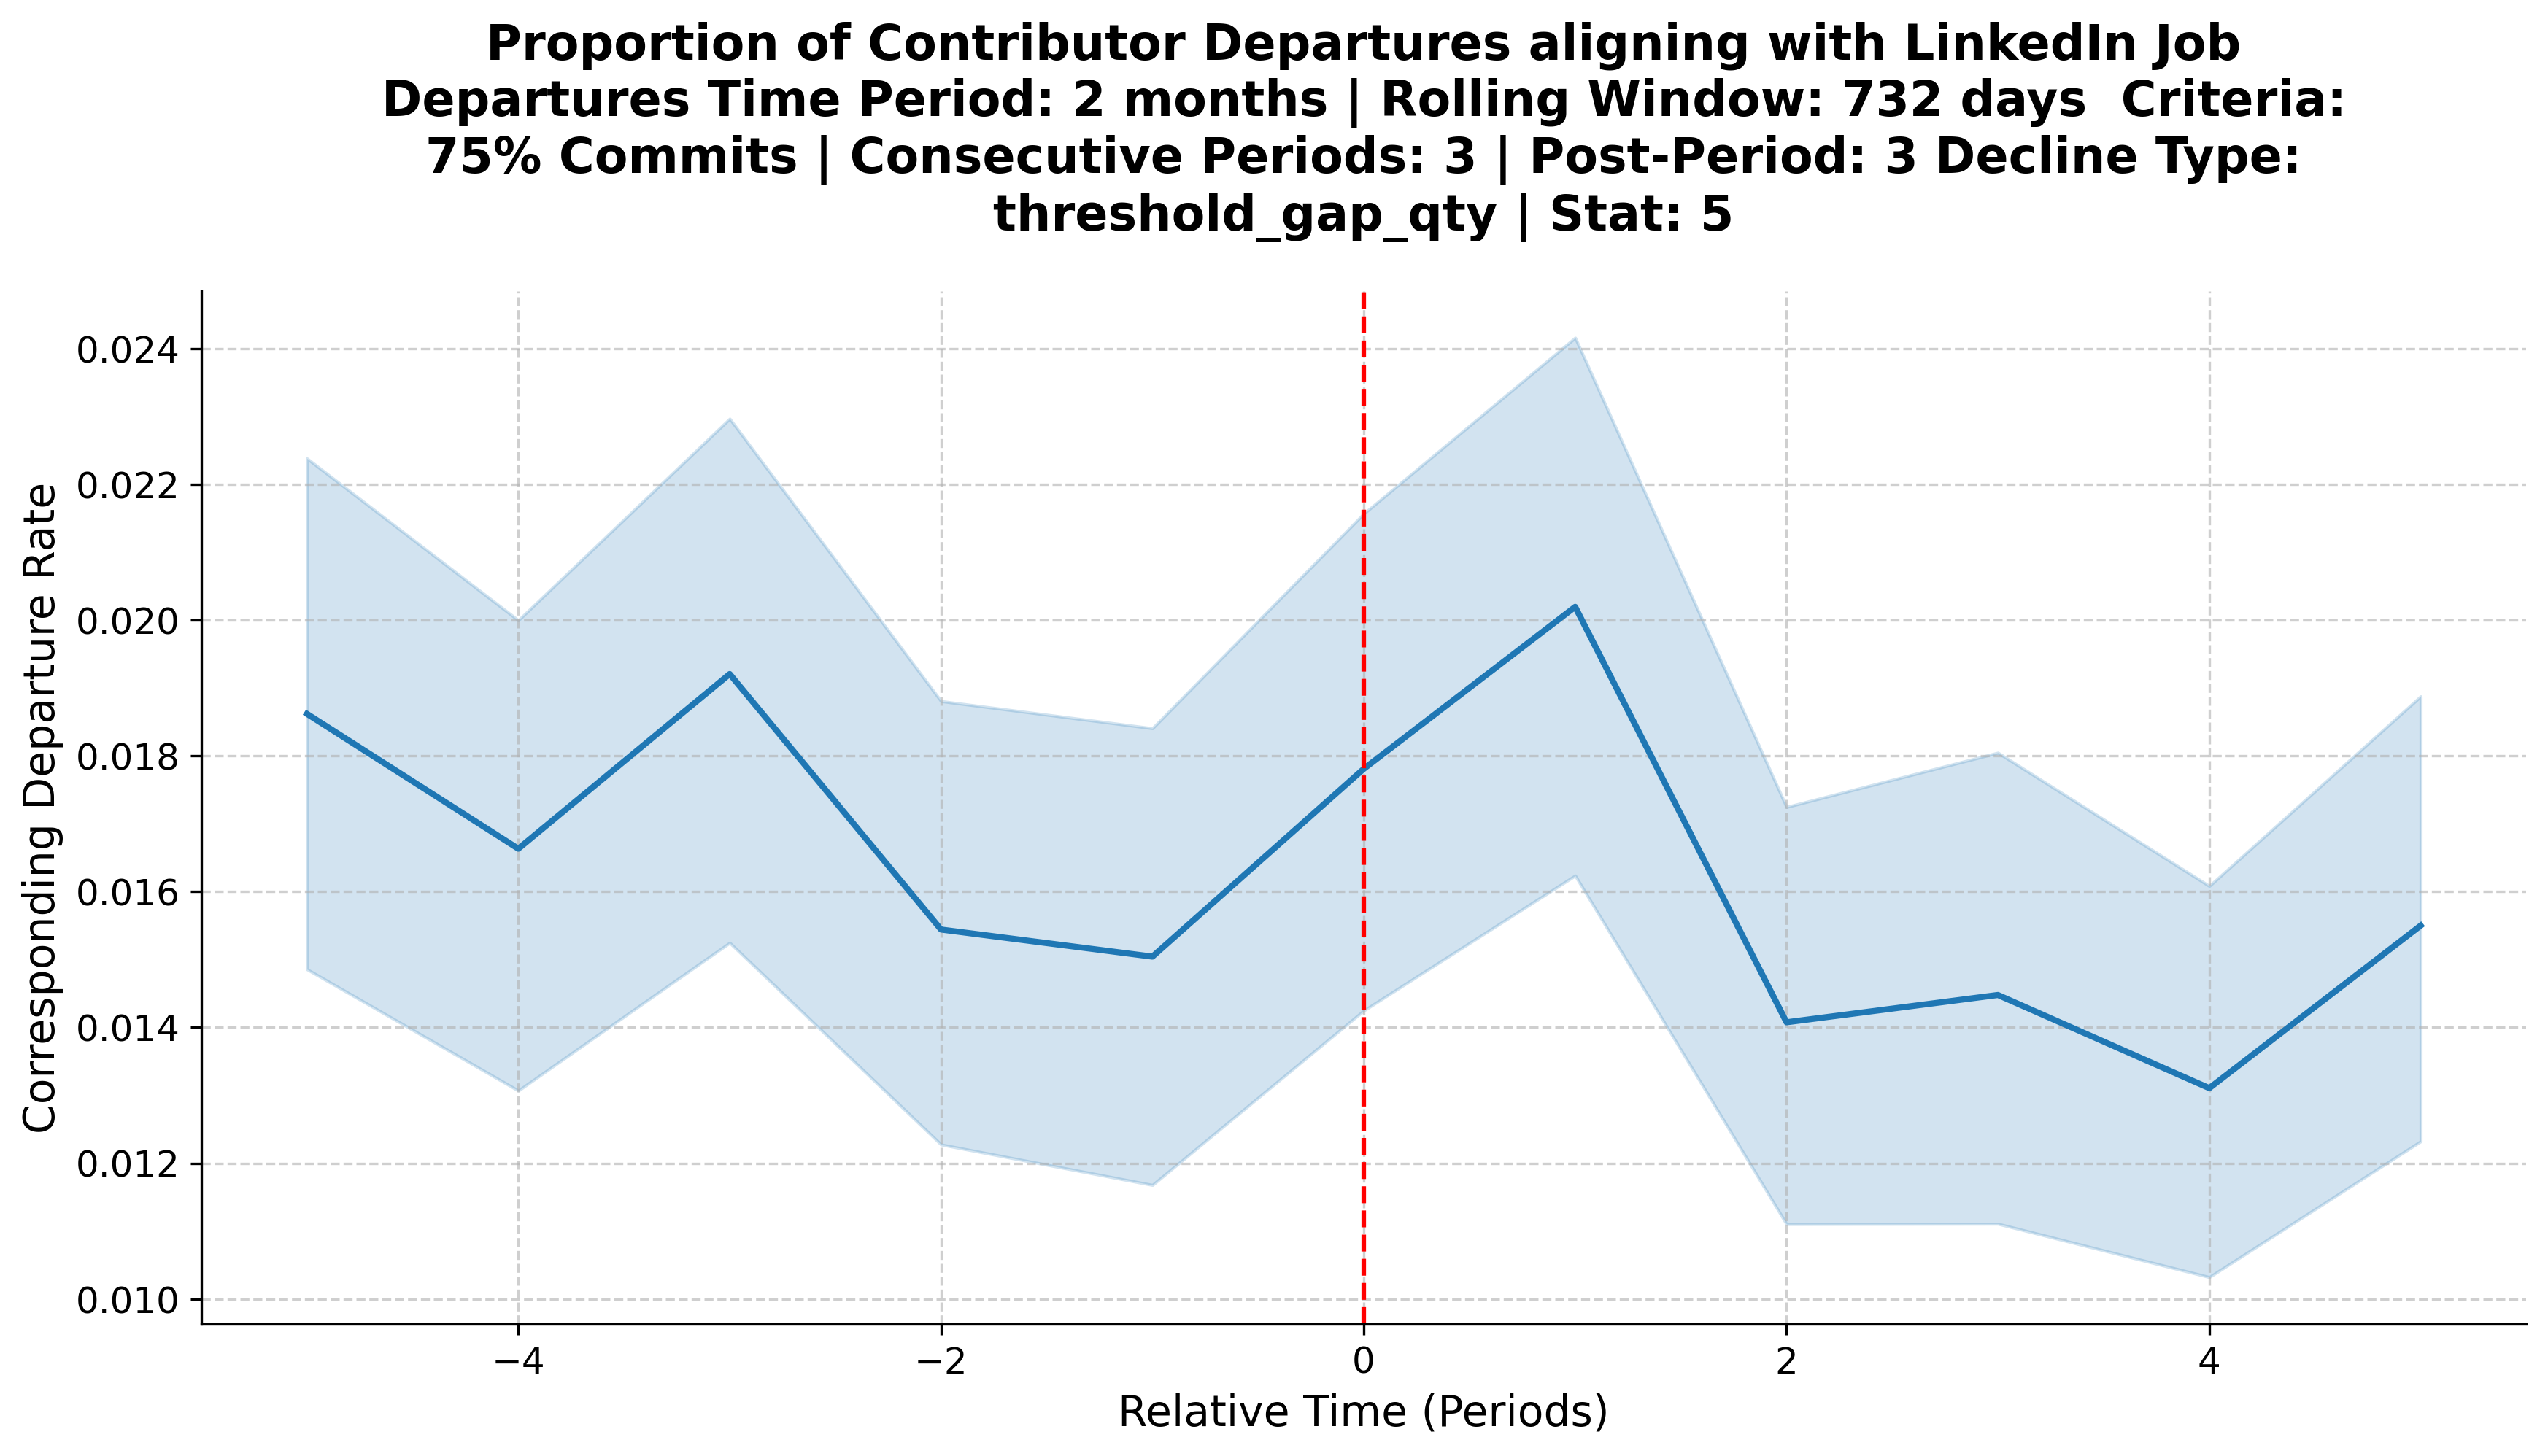 Proportion of Contributor Departures aligning with LinkedIn Job
Departures Time Period: 2 months | Rolling Window: 732 days  Criteria:
75% Commits | Consecutive Periods: 3 | Post-Period: 3 Decline Type:
threshold_gap_qty | Stat: 5
Corresponding Departure Rate
0.024
0.022
0.020
0.018
0.016
0.014
0.012
0.010
−4
−2
0
2
4
Relative Time (Periods)